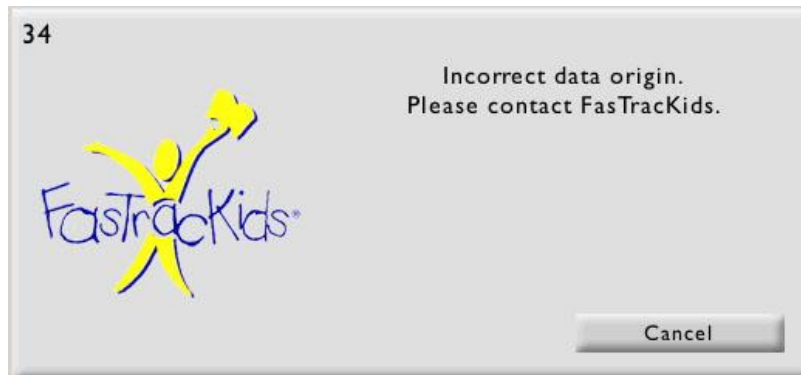 34
Incorrect data origin.
Please contact FasTracKids.
FasTracKids®
Cancel